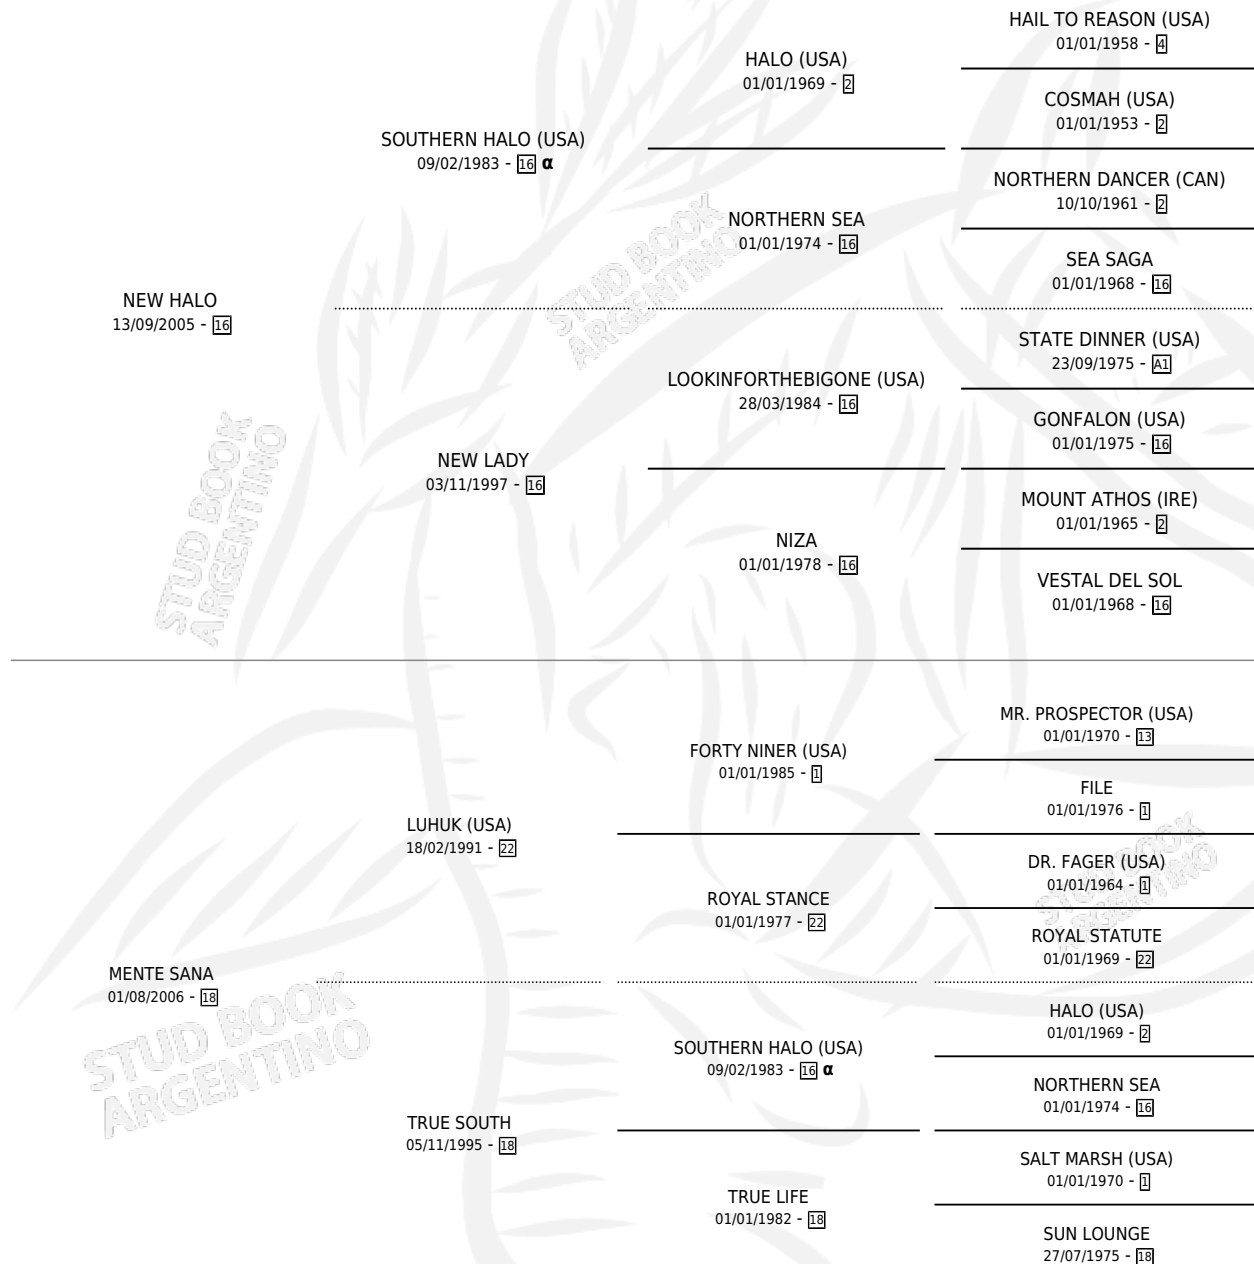 HAIL TO REASON (USA)
01/01/1958 - 4
HALO (USA)
01/01/1969 - 2
COSMAH (USA)
01/01/1953 - 2
SOUTHERN HALO (USA)
09/02/1983 - 16 α
NORTHERN DANCER (CAN)
10/10/1961 - 2
NORTHERN SEA
01/01/1974 - 16
SEA SAGA
01/01/1968 - 16
NEW HALO
13/09/2005 - 16
STATE DINNER (USA)
23/09/1975 - A1
LOOKINFORTHEBIGONE (USA)
28/03/1984 - 16
GONFALON (USA)
01/01/1975 - 16
NEW LADY
03/11/1997 - 16
MOUNT ATHOS (IRE)
01/01/1965 - 2
NIZA
01/01/1978 - 16
VESTAL DEL SOL
01/01/1968 - 16
STUD BOOK
ARGENTINO
STUD BOOK
ARGENTINO
MR. PROSPECTOR (USA)
01/01/1970 - 13
FORTY NINER (USA)
01/01/1985 - 1
FILE
01/01/1976 - 1
LUHUK (USA)
18/02/1991 - 22
DR. FAGER (USA)
01/01/1964 - 1
ROYAL STANCE
01/01/1977 - 22
ROYAL STATUTE
01/01/1969 - 22
MENTE SANA
01/08/2006 - 18
HALO (USA)
01/01/1969 - 2
SOUTHERN HALO (USA)
09/02/1983 - 16 α
NORTHERN SEA
01/01/1974 - 16
TRUE SOUTH
05/11/1995 - 18
SALT MARSH (USA)
01/01/1970 - 1
TRUE LIFE
01/01/1982 - 18
SUN LOUNGE
27/07/1975 - 18
STUD BOOK
ARGENTINO
STUD BOOK
ARGENTINO